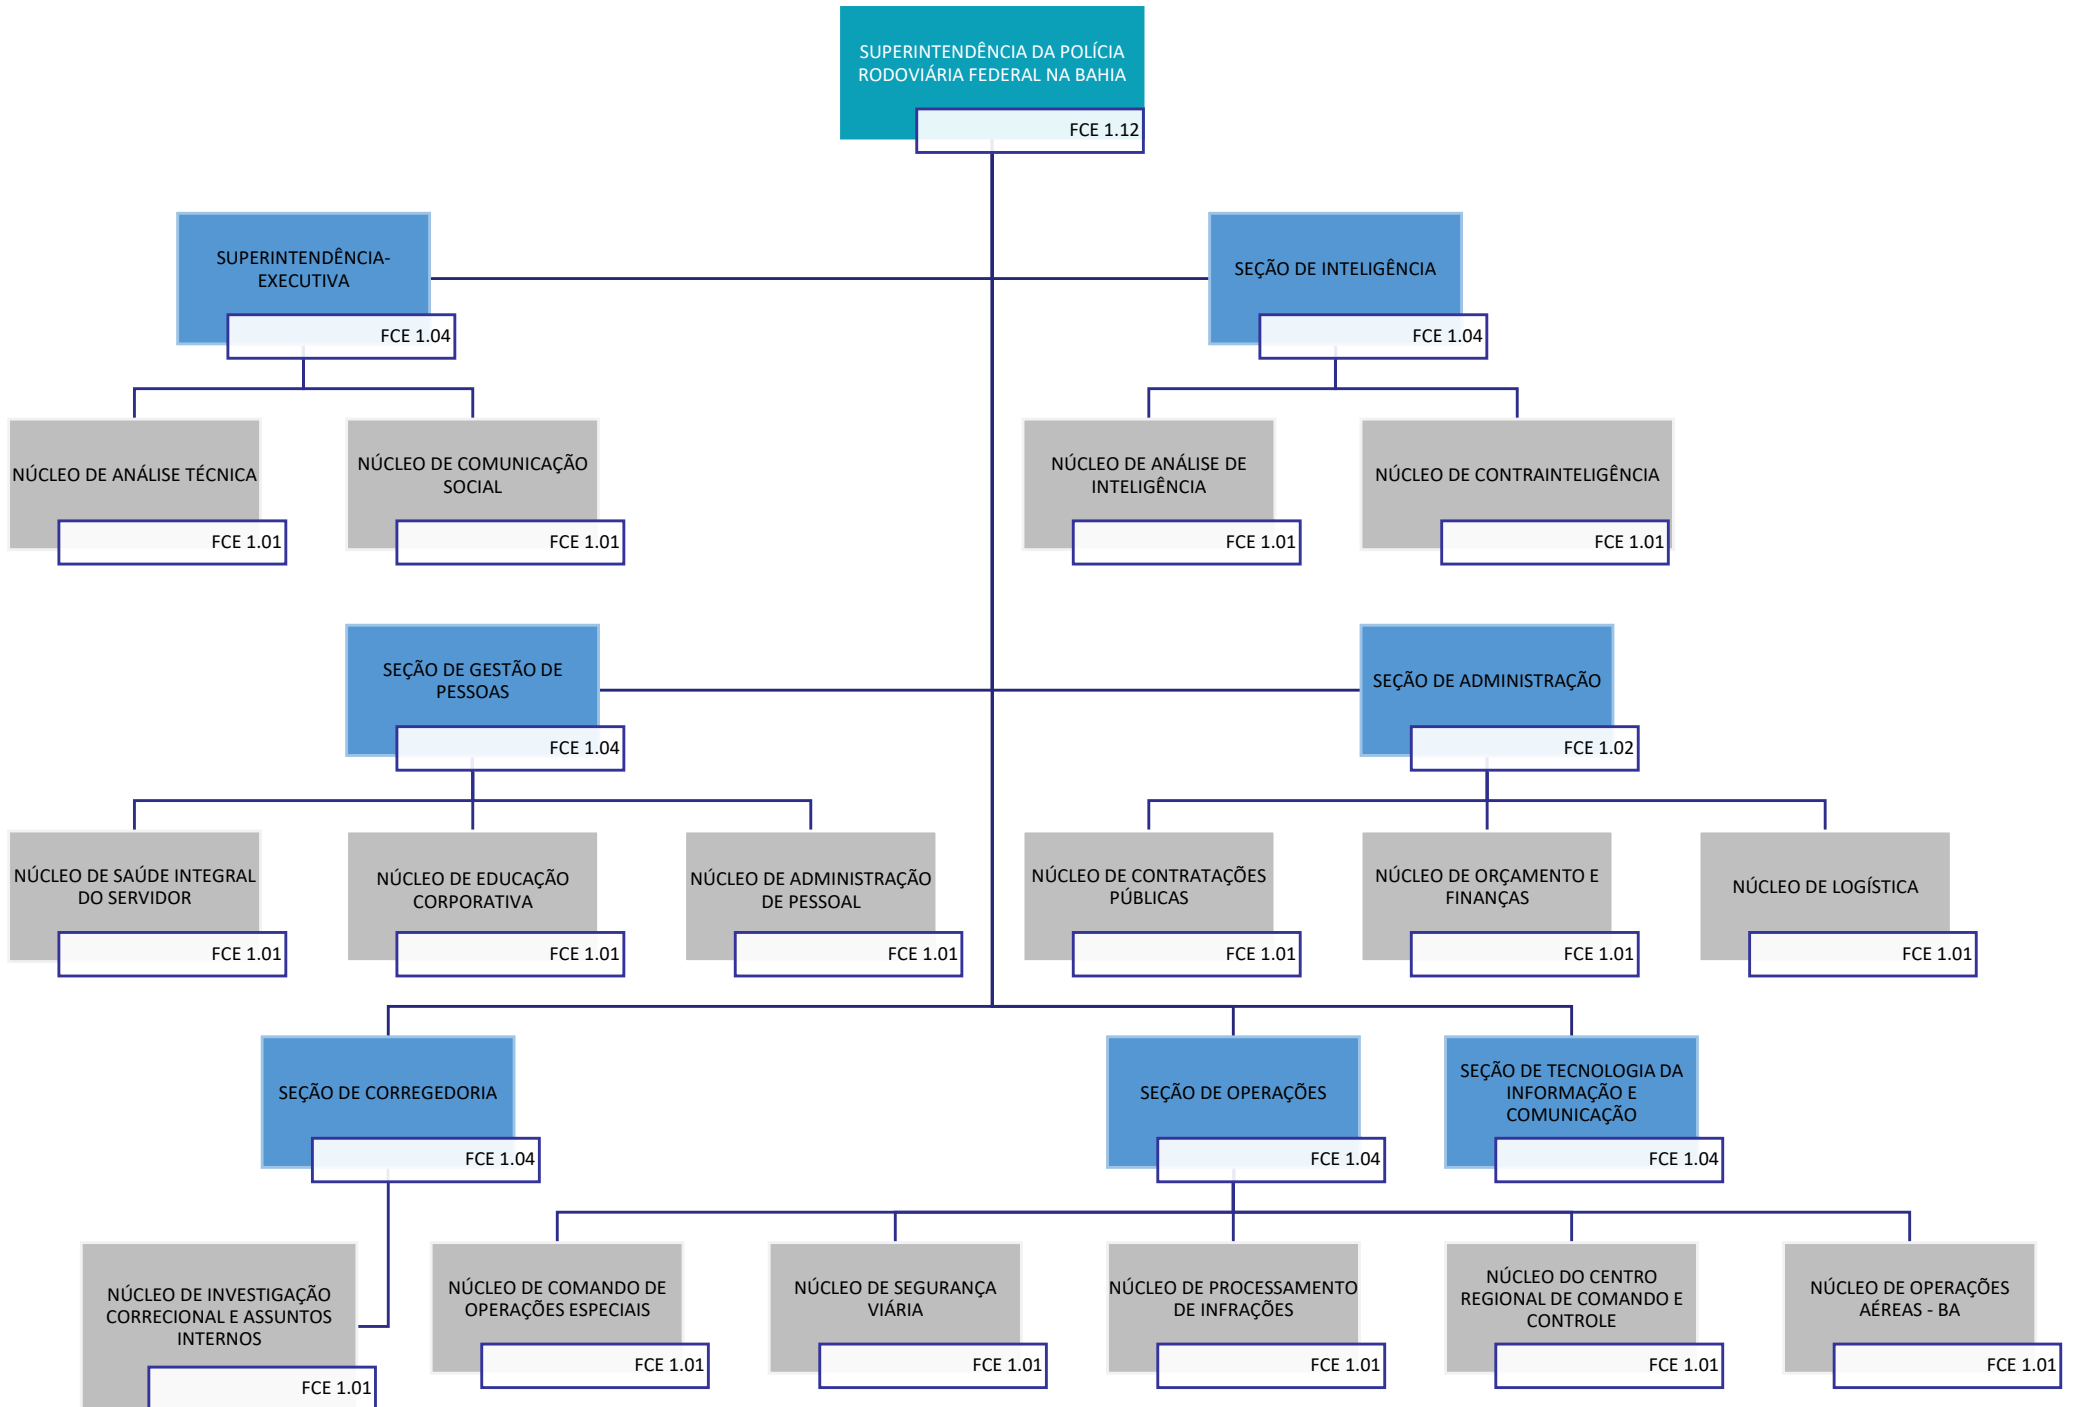 SUPERINTENDÊNCIA DA POLÍCIA
RODOVIÁRIA FEDERAL NA BAHIA
FCE 1.12
SUPERINTENDÊNCIA-
EXECUTIVA
FCE 1.04
SEÇÃO DE INTELIGÊNCIA
FCE 1.04
NÚCLEO DE ANÁLISE TÉCNICA
FCE 1.01
NÚCLEO DE COMUNICAÇÃO
SOCIAL
FCE 1.01
NÚCLEO DE ANÁLISE DE
INTELIGÊNCIA
FCE 1.01
NÚCLEO DE CONTRAINTELIGÊNCIA
FCE 1.01
SEÇÃO DE GESTÃO DE
PESSOAS
FCE 1.04
SEÇÃO DE ADMINISTRAÇÃO
FCE 1.02
NÚCLEO DE SAÚDE INTEGRAL
DO SERVIDOR
FCE 1.01
NÚCLEO DE EDUCAÇÃO
CORPORATIVA
FCE 1.01
NÚCLEO DE ADMINISTRAÇÃO
DE PESSOAL
FCE 1.01
NÚCLEO DE CONTRATAÇÕES
PÚBLICAS
FCE 1.01
NÚCLEO DE ORÇAMENTO E
FINANÇAS
FCE 1.01
NÚCLEO DE LOGÍSTICA
FCE 1.01
SEÇÃO DE CORREGEDORIA
FCE 1.04
SEÇÃO DE OPERAÇÕES
FCE 1.04
SEÇÃO DE TECNOLOGIA DA
INFORMAÇÃO E
COMUNICAÇÃO
FCE 1.04
NÚCLEO DE INVESTIGAÇÃO
CORRECIONAL E ASSUNTOS
INTERNOS
FCE 1.01
NÚCLEO DE COMANDO DE
OPERAÇÕES ESPECIAIS
FCE 1.01
NÚCLEO DE SEGURANÇA
VIÁRIA
FCE 1.01
NÚCLEO DE PROCESSAMENTO
DE INFRAÇÕES
FCE 1.01
NÚCLEO DO CENTRO
REGIONAL DE COMANDO E
CONTROLE
FCE 1.01
NÚCLEO DE OPERAÇÕES
AÉREAS - BA
FCE 1.01